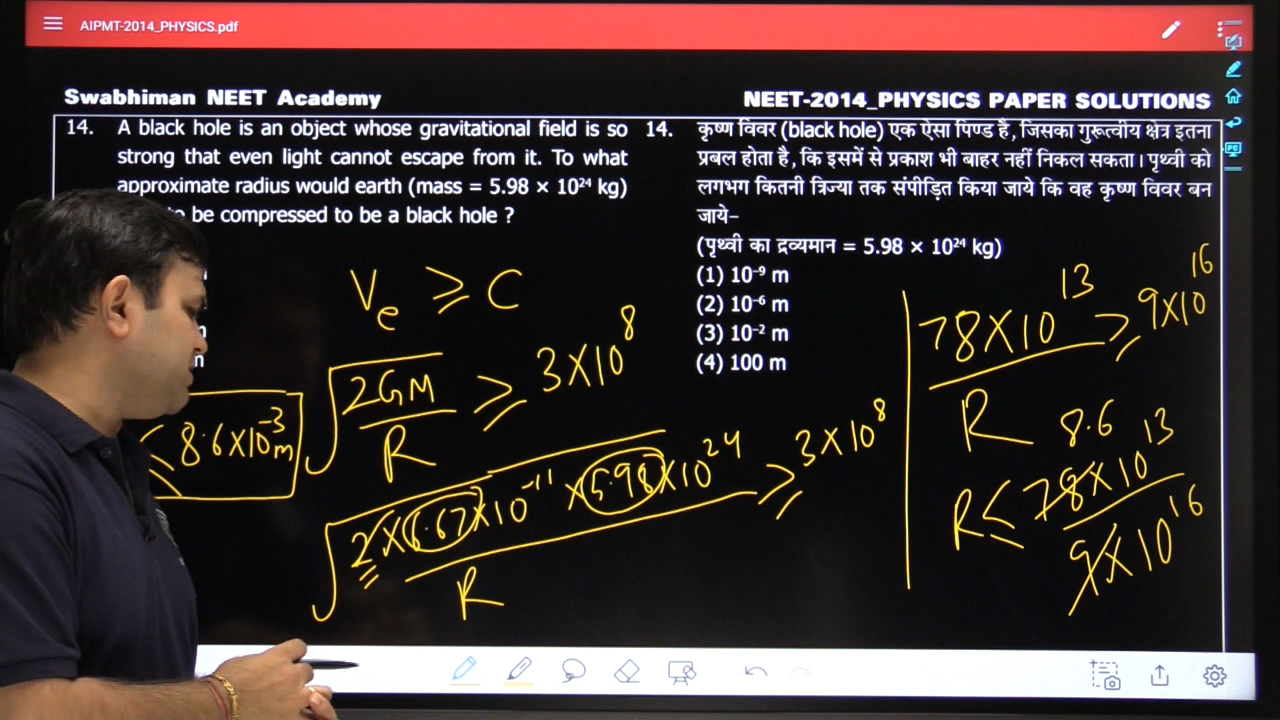 AIPMT-2014_PHYSICS.pdf
Swabhiman NEET Academy
NEET-2014_PHYSICS PAPER SOLUTIONS
14. A black hole is an object whose gravitational field is so
strong that even light cannot escape from it. To what
approximate radius would earth (mass = 5.98 × 10²⁴ kg)
to be compressed to be a black hole ?
m
m
14. कृष्ण विवर (black hole) एक ऐसा पिण्ड है, जिसका गुरूत्वीय क्षेत्र इतना
प्रबल होता है, कि इसमें से प्रकाश भी बाहर नहीं निकल सकता। पृथ्वी को
लगभग कितनी त्रिज्या तक संपीड़ित किया जाये कि वह कृष्ण विवर बन
जाये–
(पृथ्वी का द्रव्यमान = 5.98 × 10²⁴ kg)
(1) 10⁻⁹ m
(2) 10⁻⁶ m
(3) 10⁻² m
(4) 100 m
Ve ≥ C
√(2GM/R) ≥ 3×10⁸
√(2×6.67×10⁻¹¹×5.98×10²⁴/R) ≥ 3×10⁸
≤ 8.6×10⁻³ m
78×10¹³/R ≥ 9×10¹⁶
8.6
R ≤ 78×10¹³/9×10¹⁶
PC